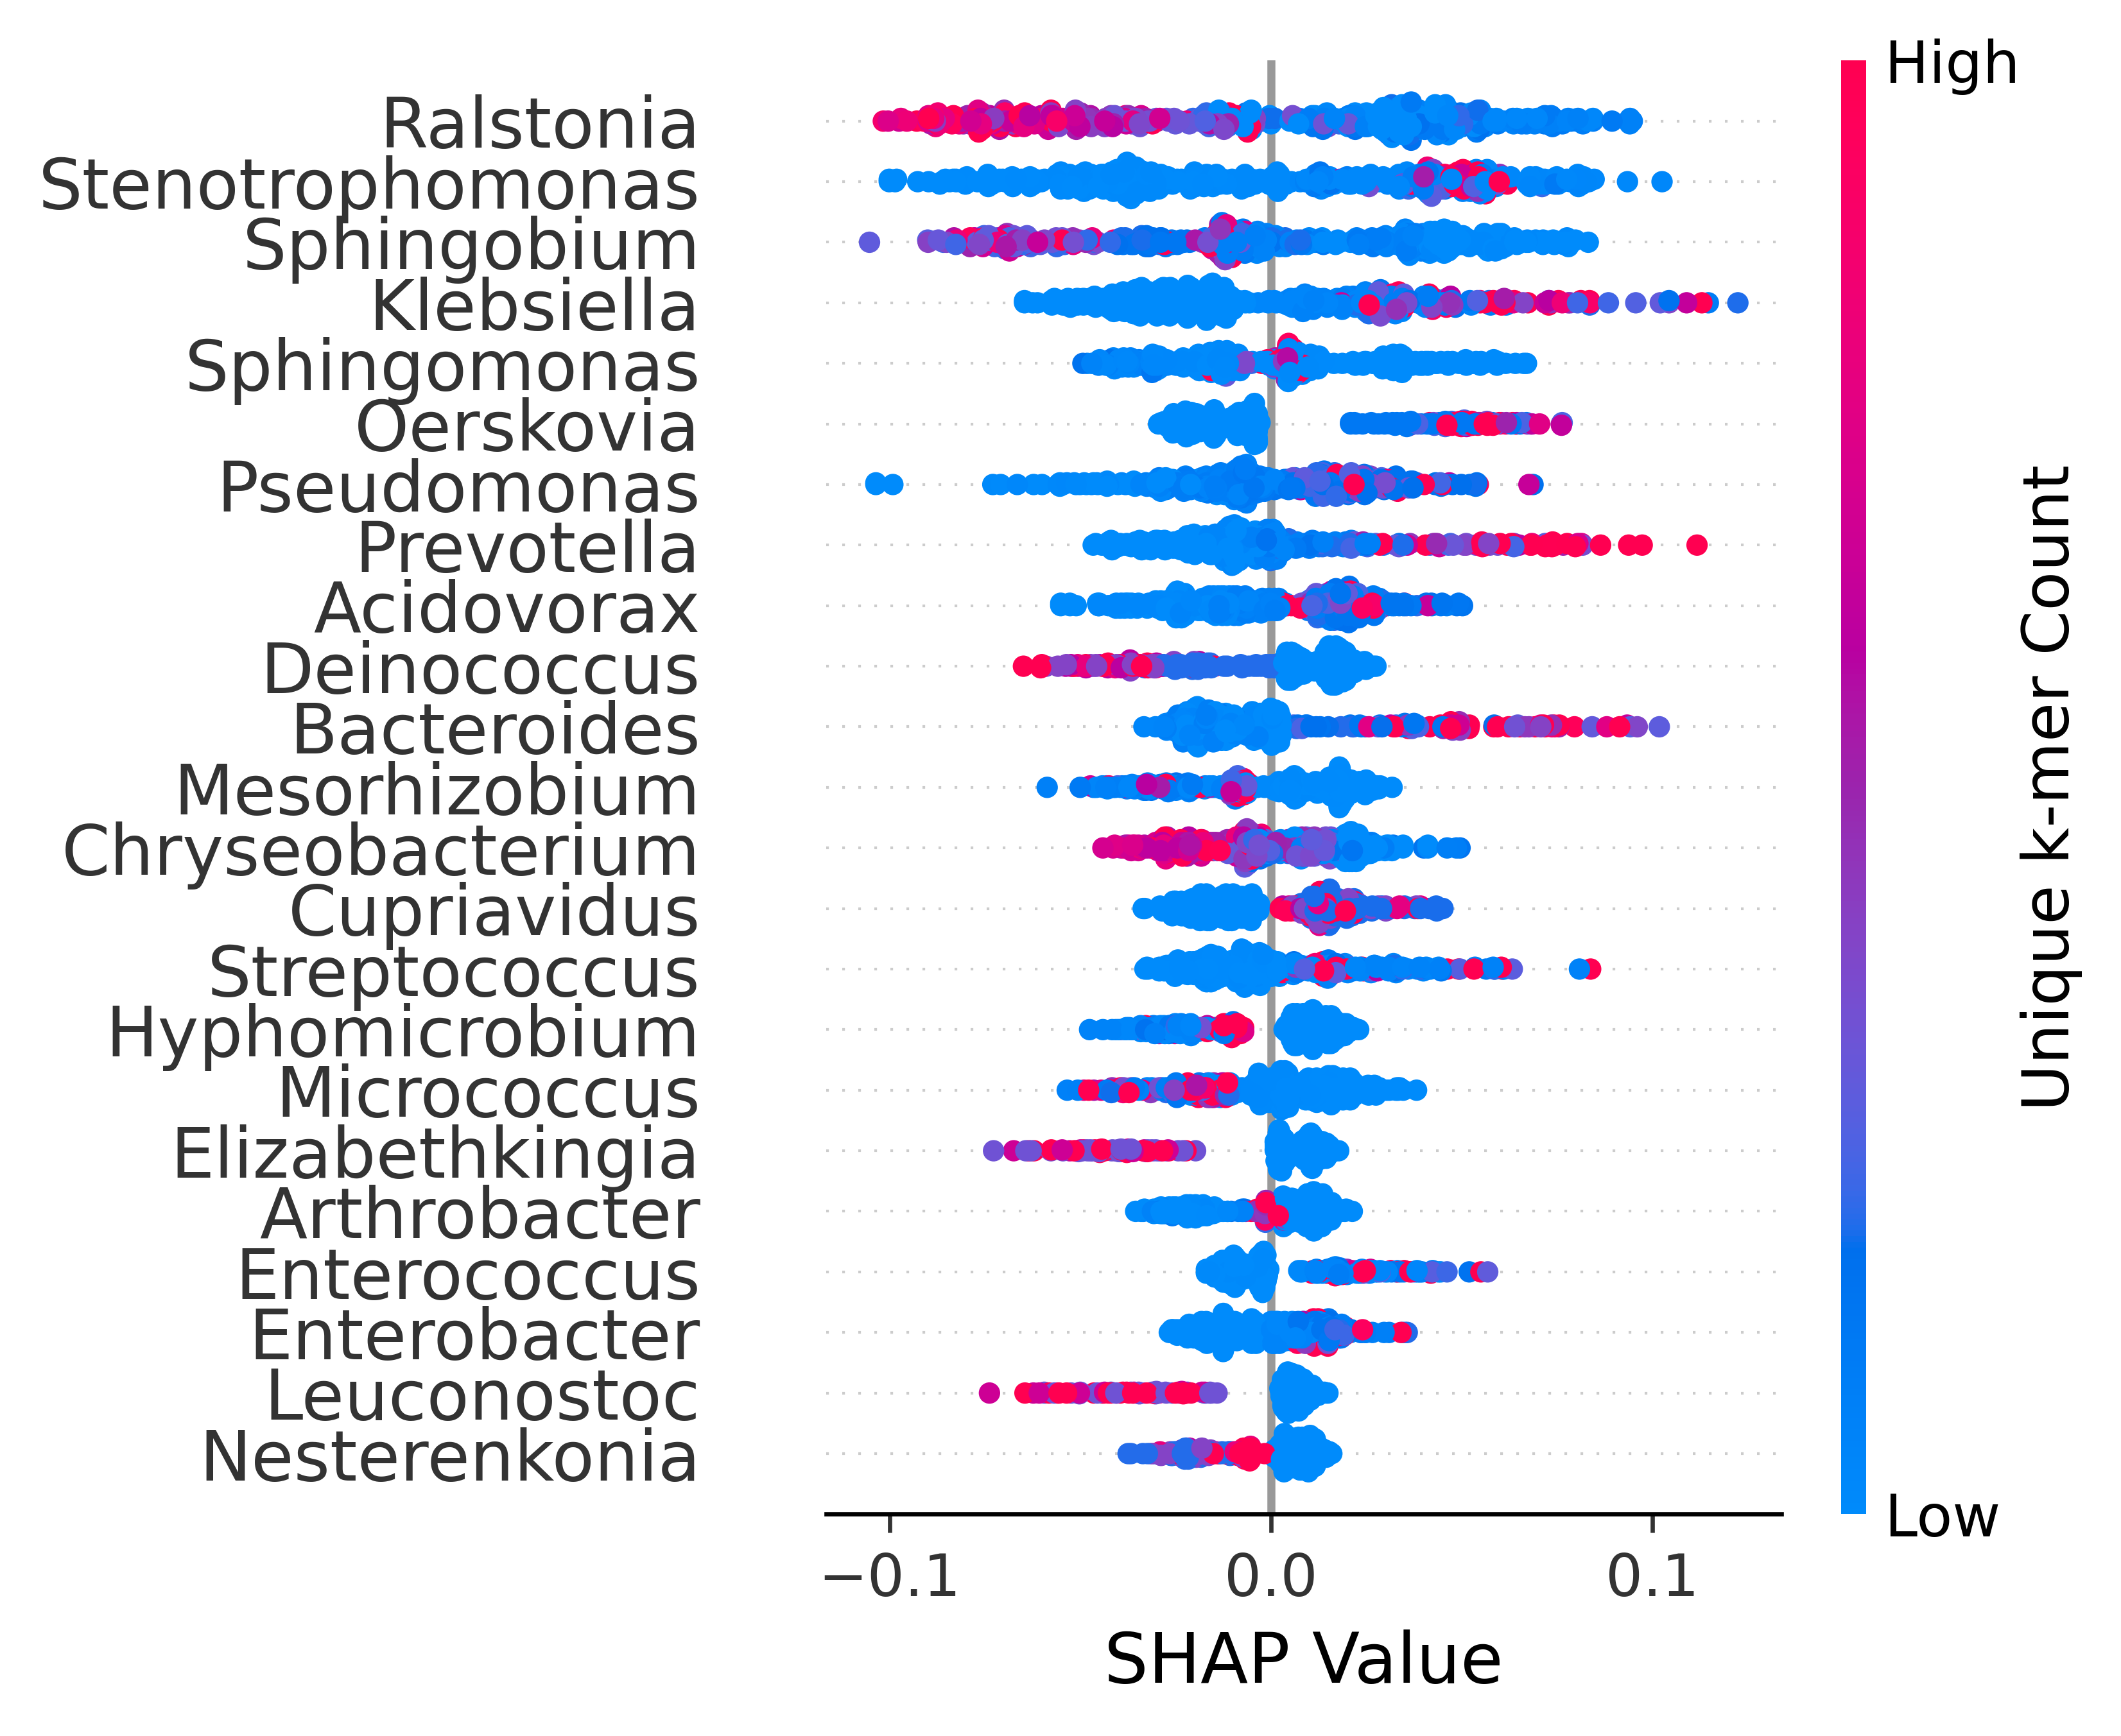 High
Ralstonia
Stenotrophomonas
Sphingobium
Klebsiella
Sphingomonas
Oerskovia
Pseudomonas
Prevotella
Acidovorax
Deinococcus
Bacteroides
Mesorhizobium
Chryseobacterium
Cupriavidus
Streptococcus
Hyphomicrobium
Micrococcus
Elizabethkingia
Arthrobacter
Enterococcus
Enterobacter
Leuconostoc
Nesterenkonia
Unique k-mer Count
Low
−0.1 0.0 0.1
SHAP Value